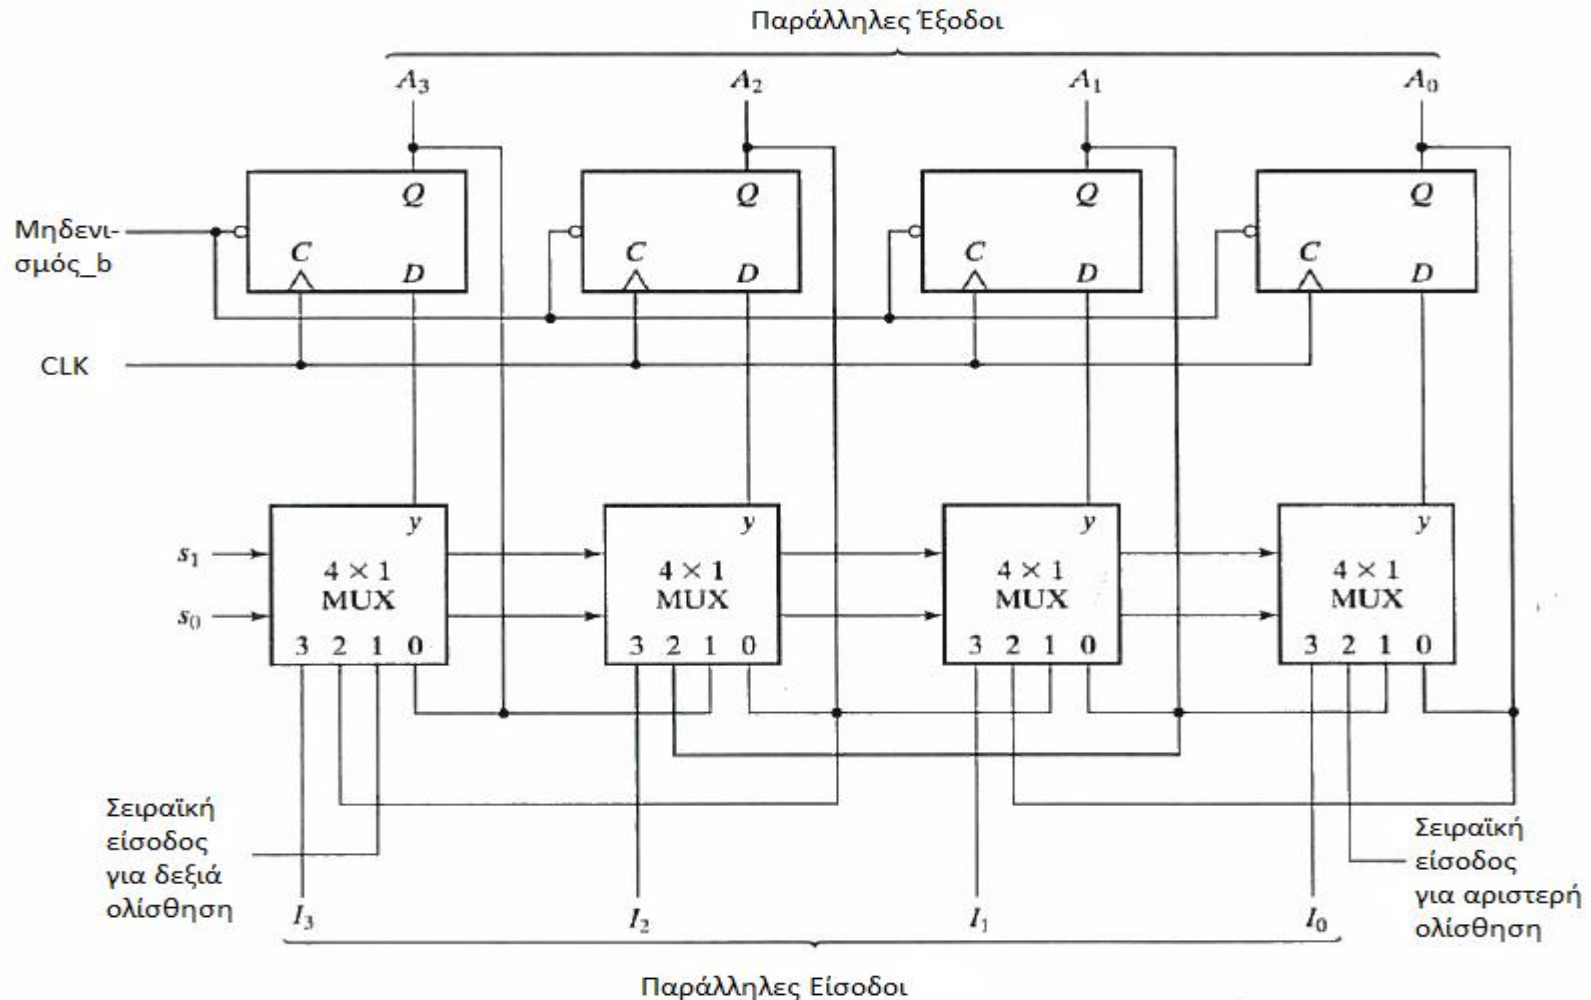 Παράλληλες Έξοδοι
A3 A2 A1 A0
Q Q Q Q
Μηδενι-
σμός_b
C C C C
D D D D
CLK
y y y y
s1
4 × 1 4 × 1 4 × 1 4 × 1
MUX MUX MUX MUX
s0
3 2 1 0 3 2 1 0 3 2 1 0 3 2 1 0
Σειραϊκή
είσοδος
για δεξιά
ολίσθηση
Σειραϊκή
είσοδος
για αριστερή
ολίσθηση
I3 I2 I1 I0
Παράλληλες Είσοδοι